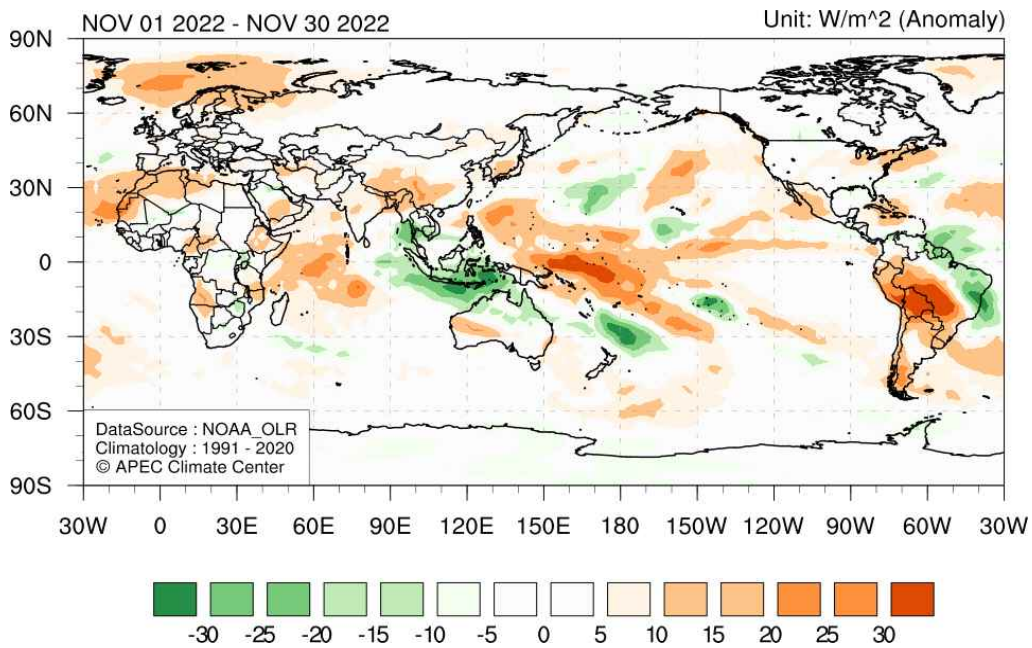 NOV 01 2022 - NOV 30 2022 Unit: W/m^2 (Anomaly)
90N
60N
30N
0
30S
60S
90S
DataSource : NOAA_OLR
Climatology : 1991 - 2020
© APEC Climate Center
30W 0 30E 60E 90E 120E 150E 180 150W 120W 90W 60W 30W
-30 -25 -20 -15 -10 -5 0 5 10 15 20 25 30